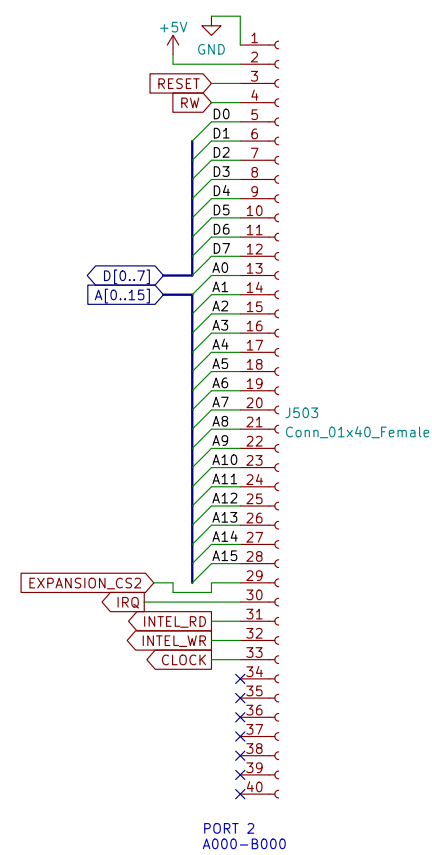 +5V
GND
1
2
RESET 3
RW 4
D0 5
D1 6
D2 7
D3 8
D4 9
D5 10
D6 11
D7 12
D[0..7] A0 13
A[0..15] A1 14
A2 15
A3 16
A4 17
A5 18
A6 19
A7 20
J503
A8 21
Conn_01x40_Female
A9 22
A10 23
A11 24
A12 25
A13 26
A14 27
A15 28
EXPANSION_CS2 29
IRQ 30
INTEL_RD 31
INTEL_WR 32
CLOCK 33
34
35
36
37
38
39
40
PORT 2
A000-B000